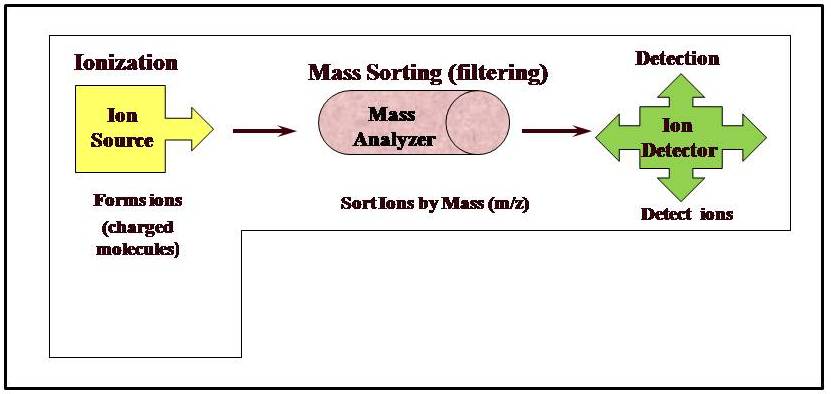 Ionization
Ion
Source
Forms ions
(charged
molecules)
Mass Sorting (filtering)
Mass
Analyzer
Sort Ions by Mass (m/z)
Detection
Ion
Detector
Detect ions